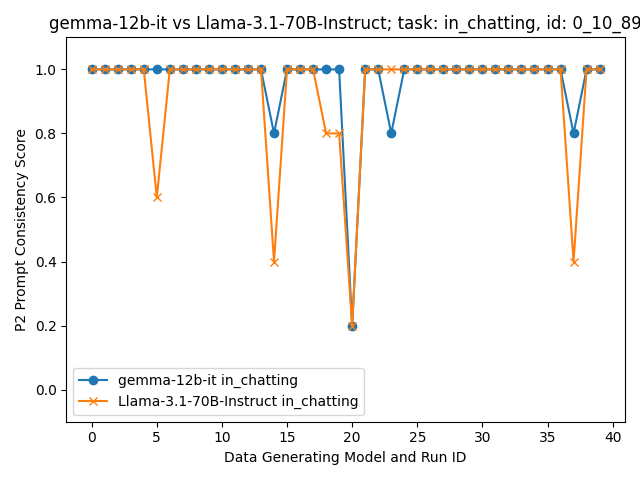 gemma-12b-it vs Llama-3.1-70B-Instruct; task: in_chatting, id: 0_10_89
P2 Prompt Consistency Score
1.0
0.8
0.6
0.4
0.2
0.0
gemma-12b-it in_chatting
Llama-3.1-70B-Instruct in_chatting
0 5 10 15 20 25 30 35 40
Data Generating Model and Run ID